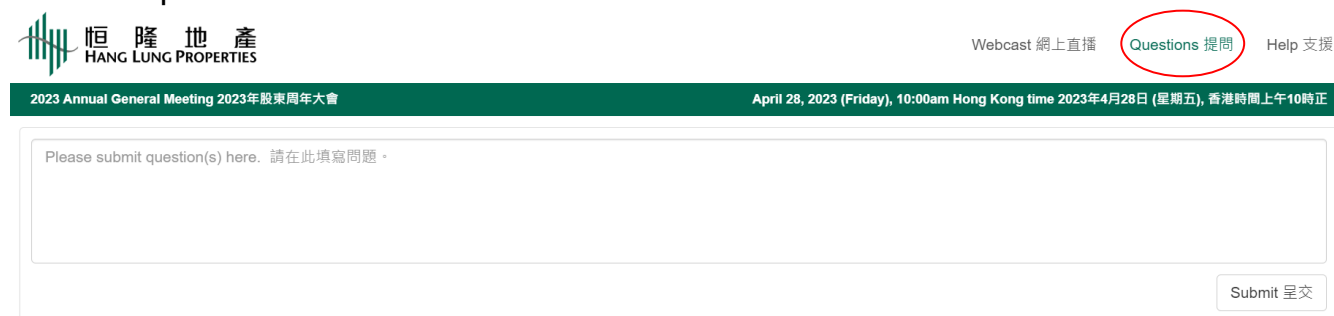 恒隆地產
HANG LUNG PROPERTIES
Webcast 網上直播 Questions 提問 Help 支援
2023 Annual General Meeting 2023年股東周年大會 April 28, 2023 (Friday), 10:00am Hong Kong time 2023年4月28日 (星期五), 香港時間上午10時正
Please submit question(s) here. 請在此填寫問題。
Submit 呈交